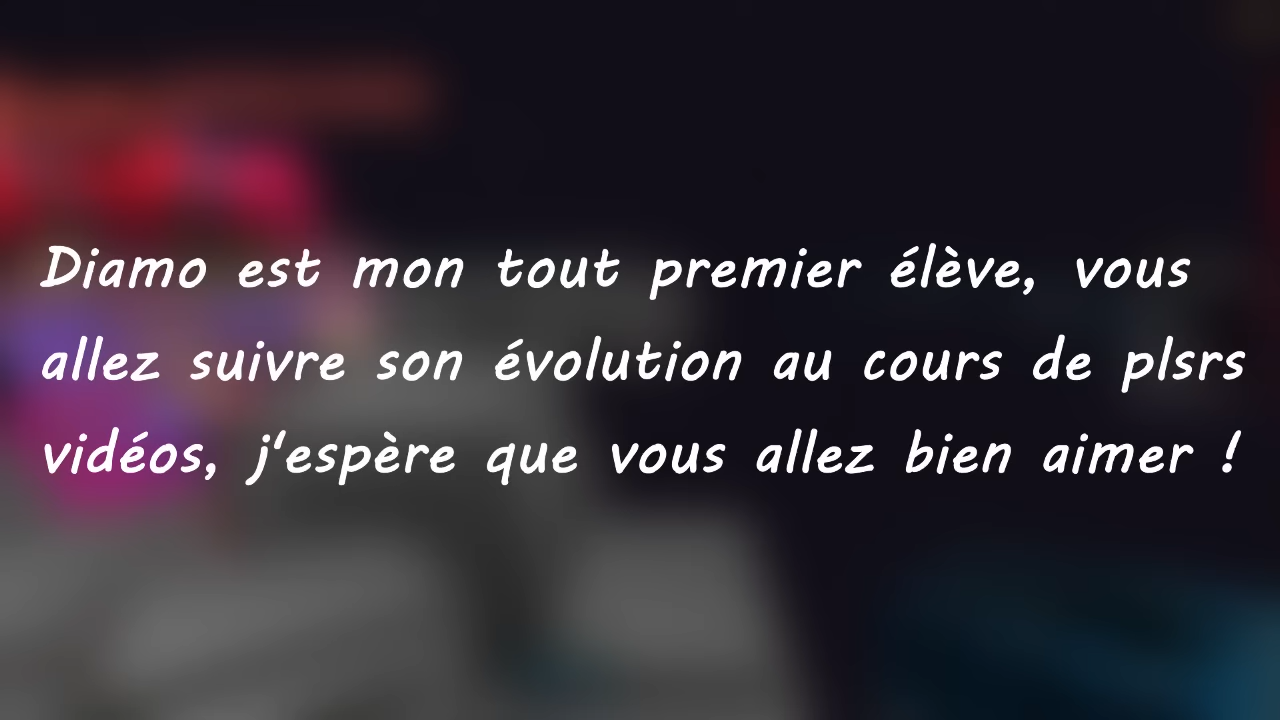 Diamo est mon tout premier élève, vous
allez suivre son évolution au cours de plsrs
vidéos, j'espère que vous allez bien aimer !